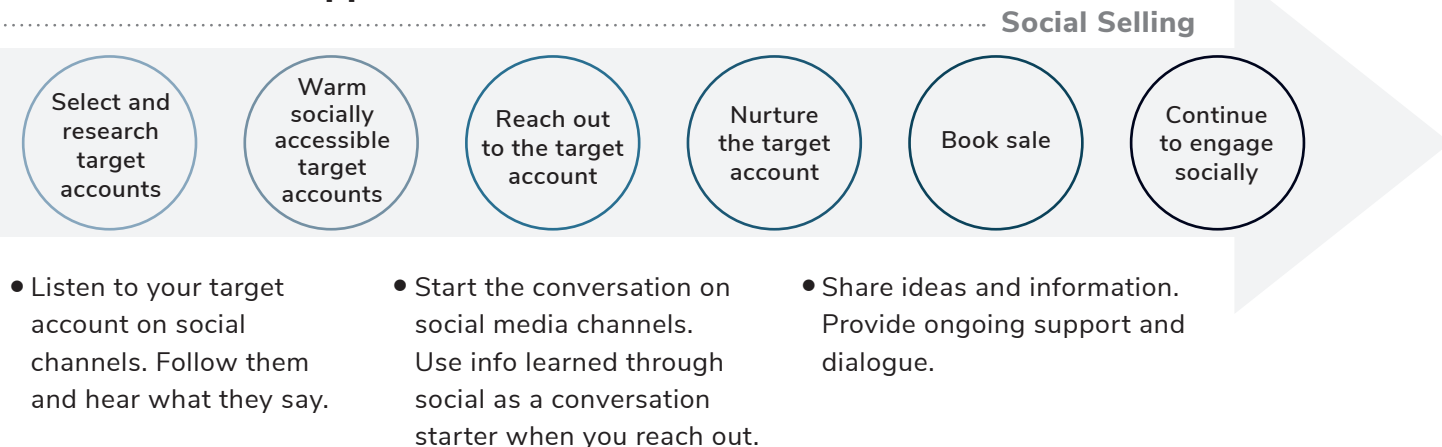 Social Selling
Select and
research
target
accounts
Warm
socially
accessible
target
accounts
Reach out
to the target
account
Nurture
the target
account
Book sale
Continue
to engage
socially
• Listen to your target
account on social
channels. Follow them
and hear what they say.
• Start the conversation on
social media channels.
Use info learned through
social as a conversation
starter when you reach out.
• Share ideas and information.
Provide ongoing support and
dialogue.